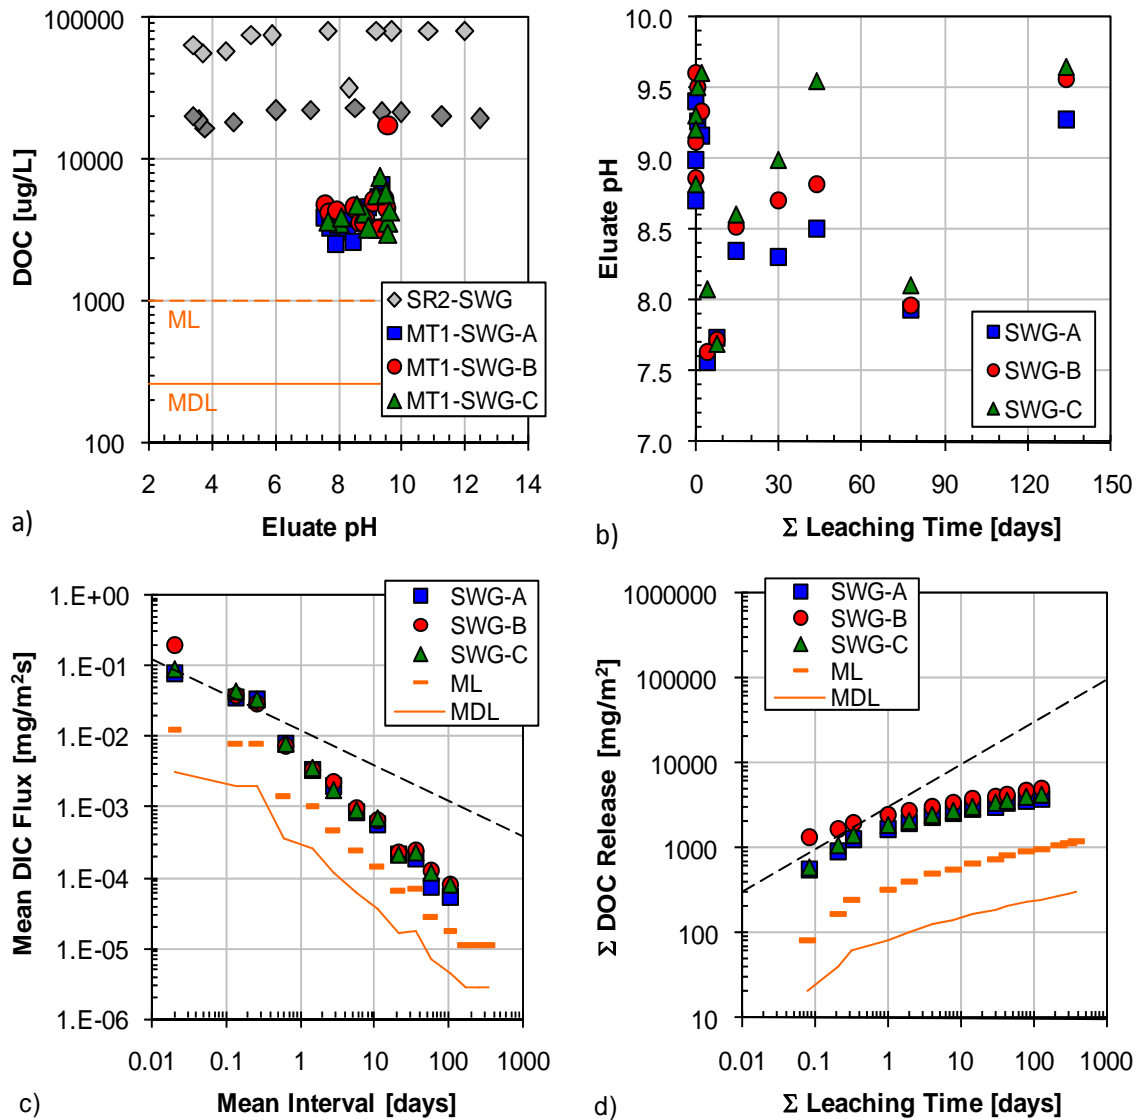 100000
10000
1000
100
DOC [ug/L]
ML
MDL
SR2-SWG
MT1-SWG-A
MT1-SWG-B
MT1-SWG-C
2 4 6 8 10 12 14
Eluate pH
a)
10.0
9.5
9.0
8.5
8.0
7.5
7.0
Eluate pH
SWG-A
SWG-B
SWG-C
0 30 60 90 120 150
Σ Leaching Time [days]
b)
1.E+00
1.E-01
1.E-02
1.E-03
1.E-04
1.E-05
1.E-06
Mean DIC Flux [mg/m²s]
SWG-A
SWG-B
SWG-C
ML
MDL
0.01 0.1 1 10 100 1000
Mean Interval [days]
c)
1000000
100000
10000
1000
100
10
Σ DOC Release [mg/m²]
SWG-A
SWG-B
SWG-C
ML
MDL
0.01 0.1 1 10 100 1000
Σ Leaching Time [days]
d)